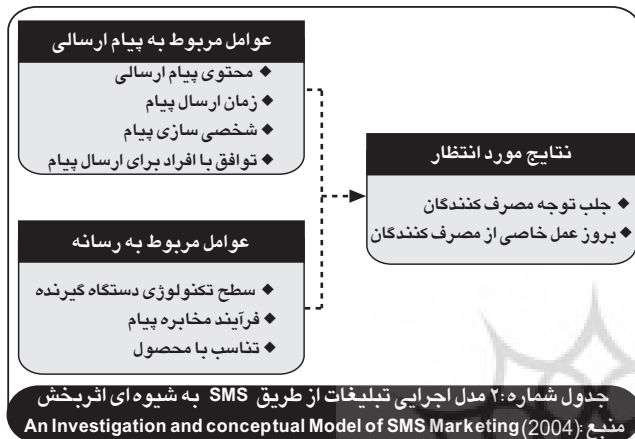 عوامل مربوط به پیام ارسالی
◆ محتوی پیام ارسالی
◆ زمان ارسال پیام
◆ شخصی سازی پیام
◆ توافق با افراد برای ارسال پیام
نتایج مورد انتظار
◆ جلب توجه مصرف کنندگان
◆ بروز عمل خاصی از مصرف کنندگان
عوامل مربوط به رسانه
◆ سطح تکنولوژی دستگاه گیرنده
◆ فرآیند مخابره پیام
◆ تناسب با محصول
جدول شماره:۲ مدل اجرایی تبلیغات از طریق SMS به شیوه ای اثربخش
منبع: An Investigation and conceptual Model of SMS Marketing (2004)